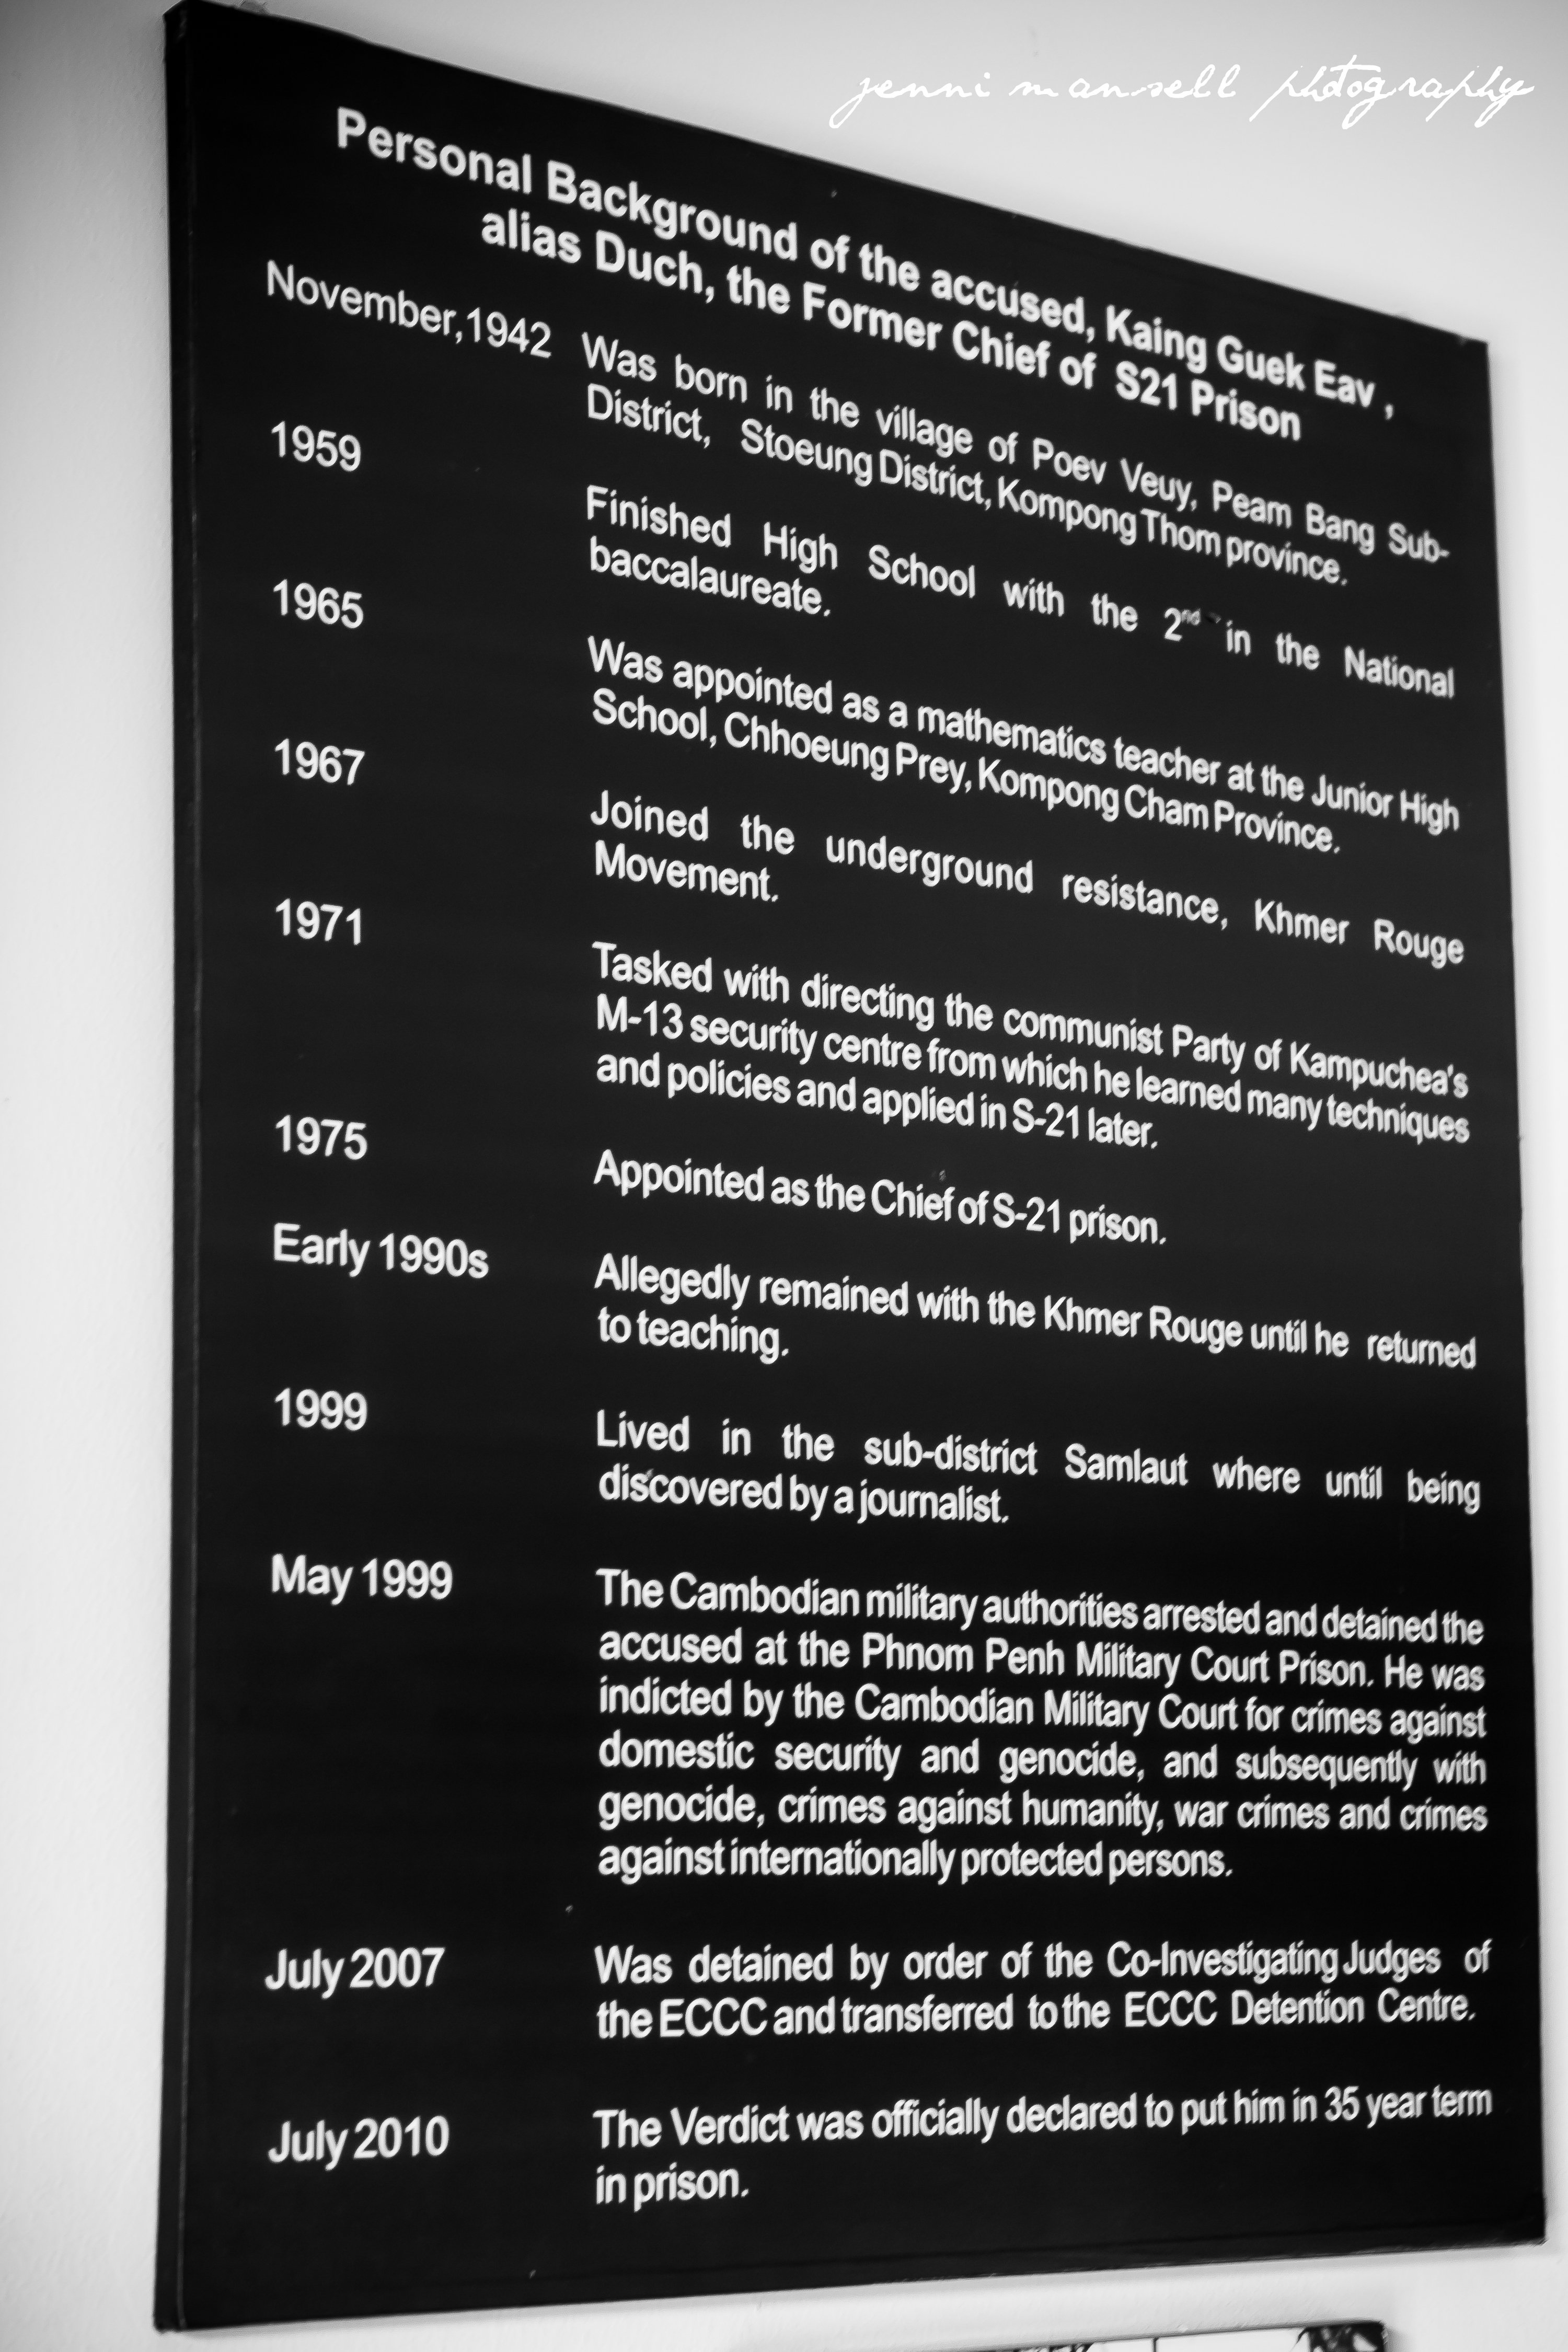 jenni mansell photography
Personal Background of the accused, Kaing Guek Eav ,
alias Duch, the Former Chief of S21 Prison
November,1942 Was born in the village of Poev Veuy, Peam Bang Sub-
District, Stoeung District, Kompong Thom province.
1959 Finished High School with the 2nd in the National
baccalaureate.
1965 Was appointed as a mathematics teacher at the Junior High
School, Chhoeung Prey, Kompong Cham Province.
1967 Joined the underground resistance, Khmer Rouge
Movement.
1971 Tasked with directing the communist Party of Kampuchea's
M-13 security centre from which he learned many techniques
and policies and applied in S-21 later.
1975 Appointed as the Chief of S-21 prison.
Early 1990s Allegedly remained with the Khmer Rouge until he returned
to teaching.
1999 Lived in the sub-district Samlaut where until being
discovered by a journalist.
May 1999 The Cambodian military authorities arrested and detained the
accused at the Phnom Penh Military Court Prison. He was
indicted by the Cambodian Military Court for crimes against
domestic security and genocide, and subsequently with
genocide, crimes against humanity, war crimes and crimes
against internationally protected persons.
July 2007 Was detained by order of the Co-Investigating Judges of
the ECCC and transferred to the ECCC Detention Centre.
July 2010 The Verdict was officially declared to put him in 35 year term
in prison.